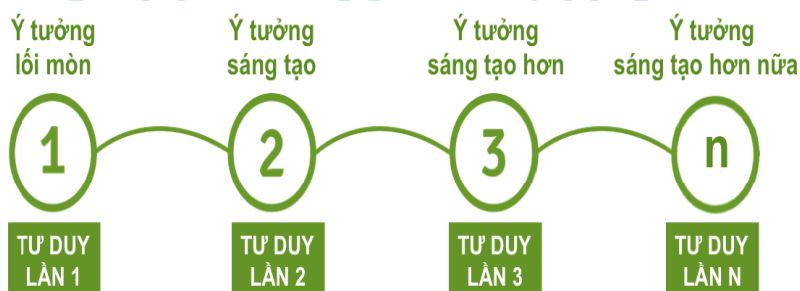 Ý tưởng
lối mòn
Ý tưởng
sáng tạo
Ý tưởng
sáng tạo hơn
Ý tưởng
sáng tạo hơn nữa
1
2
3
n
TƯ DUY
LẦN 1
TƯ DUY
LẦN 2
TƯ DUY
LẦN 3
TƯ DUY
LẦN N